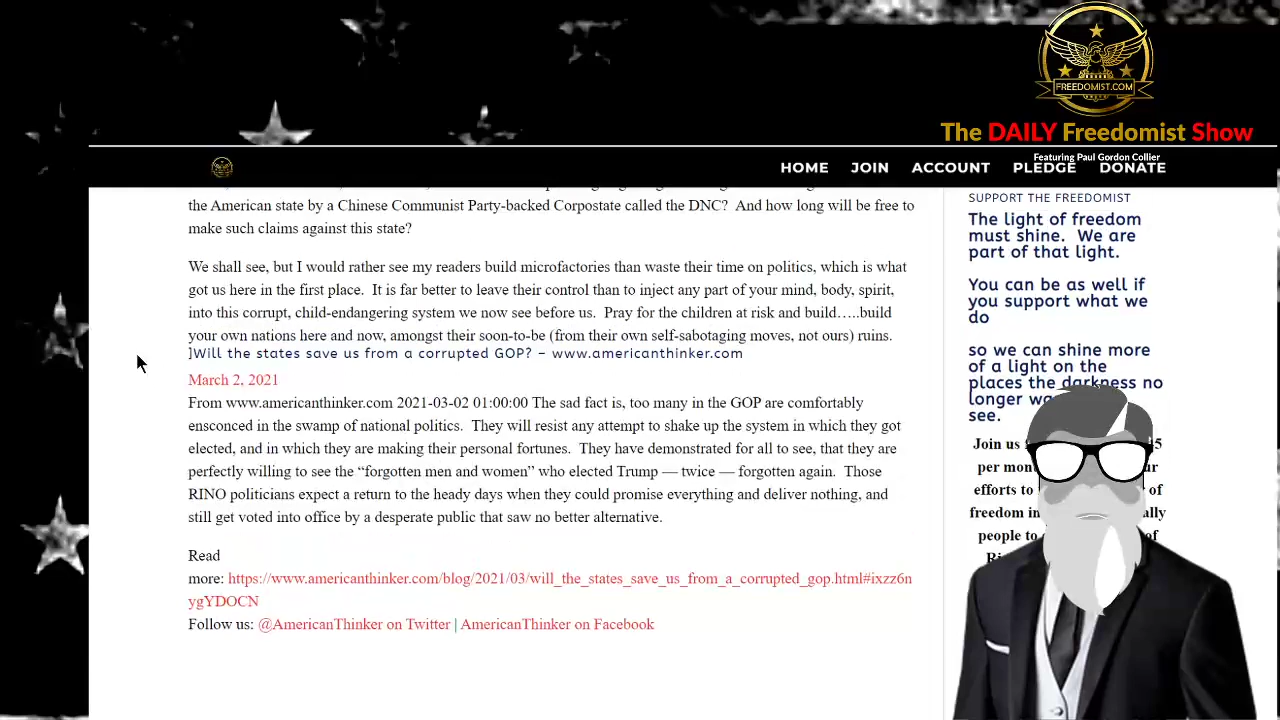 FREEDOMIST.COM
The DAILY Freedomist Show
Featuring Paul Gordon Collier
HOME JOIN ACCOUNT PLEDGE DONATE
the American state by a Chinese Communist Party-backed Corpostate called the DNC?  And how long will be free to
make such claims against this state?
We shall see, but I would rather see my readers build microfactories than waste their time on politics, which is what
got us here in the first place.  It is far better to leave their control than to inject any part of your mind, body, spirit,
into this corrupt, child-endangering system we now see before us.  Pray for the children at risk and build…..build
your own nations here and now, amongst their soon-to-be (from their own self-sabotaging moves, not ours) ruins.
]Will the states save us from a corrupted GOP? – www.americanthinker.com
March 2, 2021
From www.americanthinker.com 2021-03-02 01:00:00 The sad fact is, too many in the GOP are comfortably
ensconced in the swamp of national politics.  They will resist any attempt to shake up the system in which they got
elected, and in which they are making their personal fortunes.  They have demonstrated for all to see, that they are
perfectly willing to see the “forgotten men and women” who elected Trump — twice — forgotten again.  Those
RINO politicians expect a return to the heady days when they could promise everything and deliver nothing, and
still get voted into office by a desperate public that saw no better alternative.
Read
more: https://www.americanthinker.com/blog/2021/03/will_the_states_save_us_from_a_corrupted_gop.html#ixzz6n
ygYDOCN
Follow us: @AmericanThinker on Twitter | AmericanThinker on Facebook
SUPPORT THE FREEDOMIST
The light of freedom
must shine.  We are
part of that light.
You can be as well if
you support what we
do
so we can shine more
of a light on the
places the darkness no
longer
see.
Join us
per
efforts to of
freedom
people to of